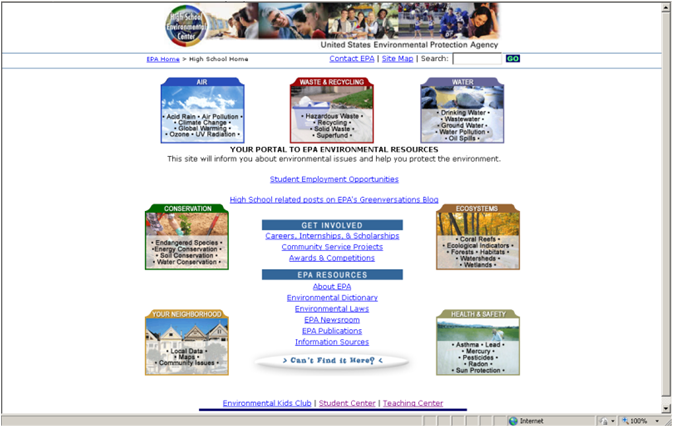 High School
Environmental
Center
United States Environmental Protection Agency
EPA Home > High School Home
Contact EPA | Site Map | Search: GO
AIR
• Acid Rain • Air Pollution
• Climate Change •
• Global Warming •
• Ozone • UV Radiation •
WASTE & RECYCLING
• Hazardous Waste •
• Recycling •
• Solid Waste •
• Superfund •
WATER
• Drinking Water •
• Wastewater •
• Ground Water •
• Water Pollution •
• Oil Spills •
YOUR PORTAL TO EPA ENVIRONMENTAL RESOURCES
This site will inform you about environmental issues and help you protect the environment.
Student Employment Opportunities
High School related posts on EPA's Greenversations Blog
CONSERVATION
• Endangered Species •
•Energy Conservation •
• Soil Conservation •
• Water Conservation •
GET INVOLVED
Careers, Internships, & Scholarships
Community Service Projects
Awards & Competitions
ECOSYSTEMS
• Coral Reefs •
• Ecological Indicators •
• Forests • Habitats •
• Watersheds •
• Wetlands •
EPA RESOURCES
About EPA
Environmental Dictionary
Environmental Laws
EPA Newsroom
EPA Publications
Information Sources
YOUR NEIGHBORHOOD
• Local Data •
• Maps •
• Community Issues •
HEALTH & SAFETY
• Asthma • Lead •
• Mercury •
• Pesticides •
• Radon •
• Sun Protection •
> Can't Find it Here? <
Environmental Kids Club | Student Center | Teaching Center
Internet
100%